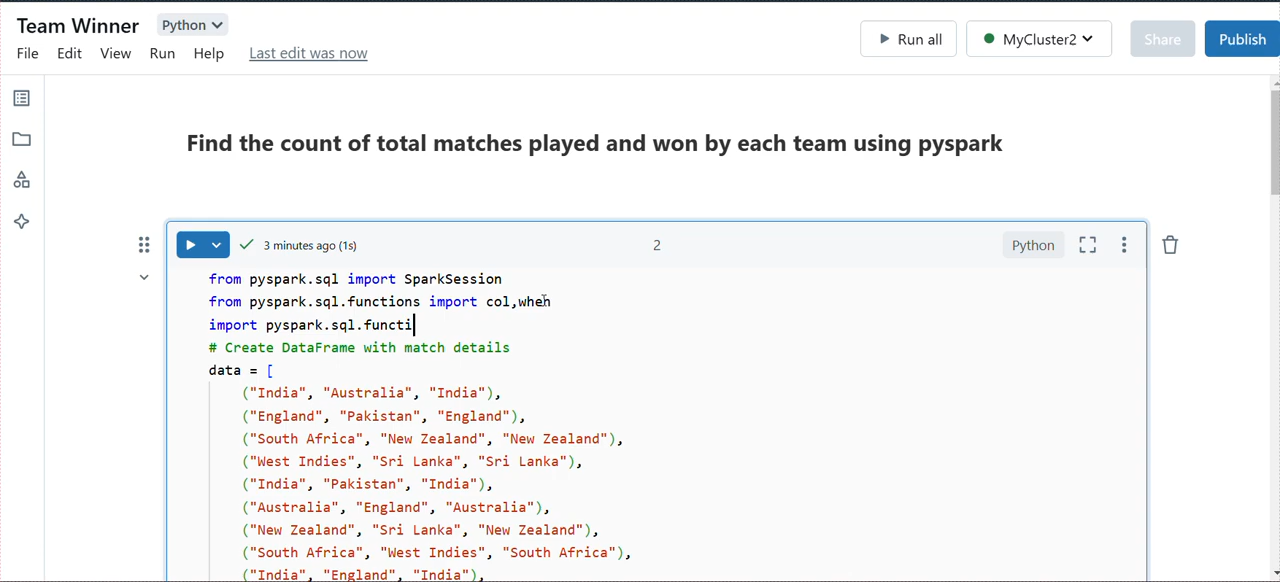 Team Winner Python
File Edit View Run Help Last edit was now
Run all MyCluster2 Share Publish
Find the count of total matches played and won by each team using pyspark
3 minutes ago (1s) 2 Python
from pyspark.sql import SparkSession
from pyspark.sql.functions import col,when
import pyspark.sql.functi
# Create DataFrame with match details
data = [
("India", "Australia", "India"),
("England", "Pakistan", "England"),
("South Africa", "New Zealand", "New Zealand"),
("West Indies", "Sri Lanka", "Sri Lanka"),
("India", "Pakistan", "India"),
("Australia", "England", "Australia"),
("New Zealand", "Sri Lanka", "New Zealand"),
("South Africa", "West Indies", "South Africa"),
("India", "England", "India"),